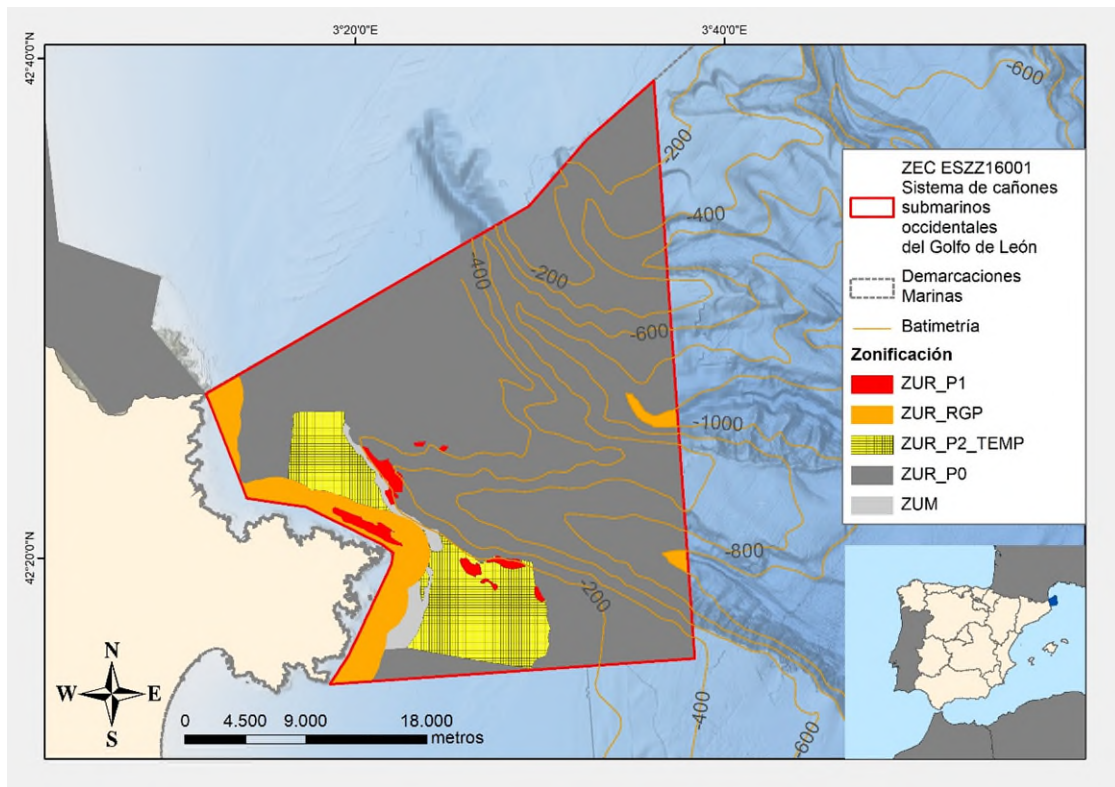 3°20'0"E
3°40'0"E
42°40'0"N
42°20'0"N
-600
-200
-400
-400
-200
-600
-1000
-800
-200
-400
-600
ZEC ESZZ16001
Sistema de cañones
submarinos
occidentales
del Golfo de León
Demarcaciones
Marinas
Batimetría
Zonificación
ZUR_P1
ZUR_RGP
ZUR_P2_TEMP
ZUR_P0
ZUM
N
W
E
S
0
4.500
9.000
18.000
metros